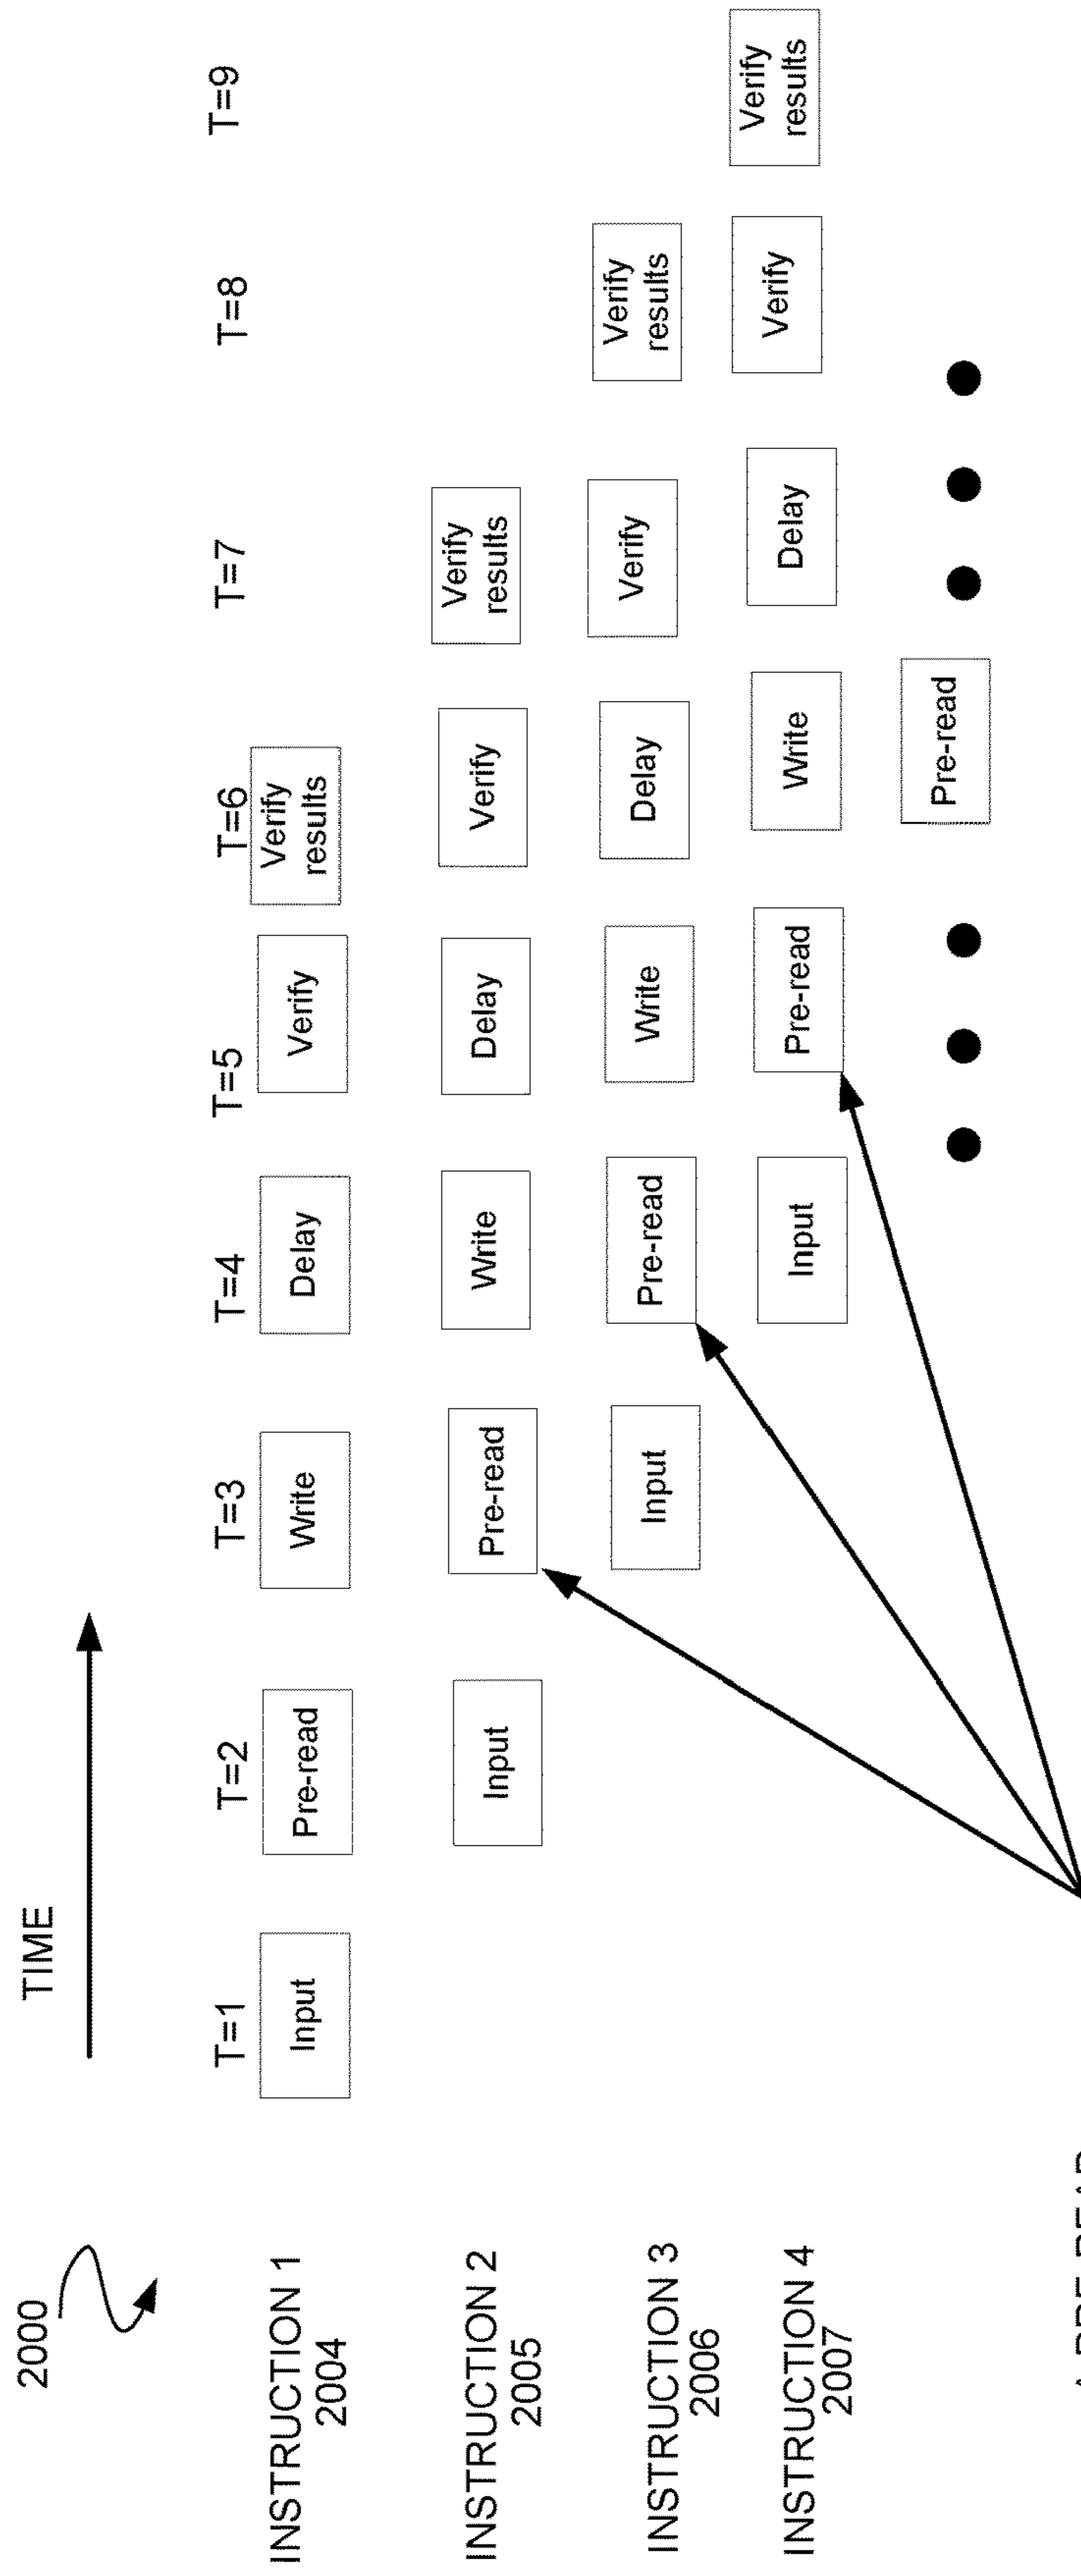 2000
TIME
T=1
T=2
T=3
T=4
T=5
T=6
T=7
T=8
T=9
INSTRUCTION 1
2004
Input
Pre-read
Write
Delay
Verify
Verify
results
INSTRUCTION 2
2005
Input
Pre-read
Write
Delay
Verify
Verify
results
INSTRUCTION 3
2006
Input
Pre-read
Write
Delay
Verify
Verify
results
INSTRUCTION 4
2007
Input
Pre-read
Write
Delay
Verify
Verify
results
Pre-read